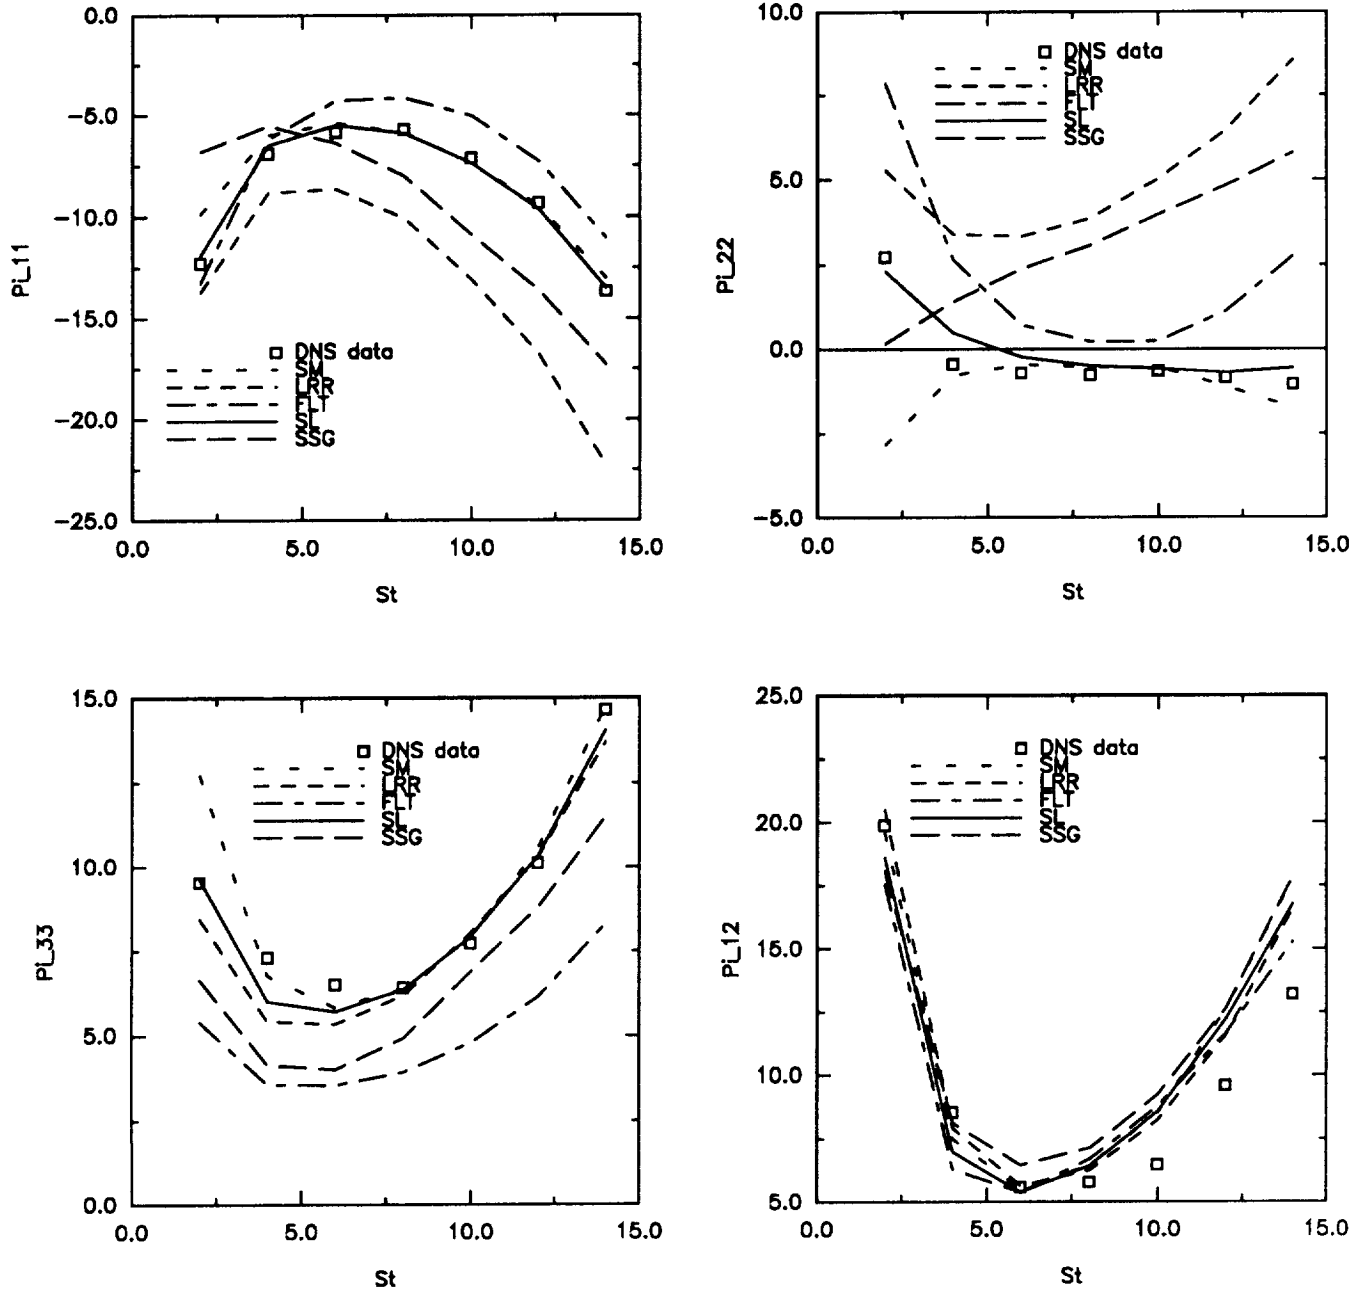 0.0
-5.0
-10.0
-15.0
-20.0
-25.0
Pi_11
DNS data
SM
LRR
FLT
SL
SSG
0.0 5.0 10.0 15.0
St
10.0
5.0
0.0
-5.0
Pi_22
DNS data
SM
LRR
FLT
SL
SSG
0.0 5.0 10.0 15.0
St
15.0
10.0
5.0
0.0
Pi_33
DNS data
SM
LRR
FLT
SL
SSG
0.0 5.0 10.0 15.0
St
25.0
20.0
15.0
10.0
5.0
Pi_12
DNS data
SM
LRR
FLT
SL
SSG
0.0 5.0 10.0 15.0
St